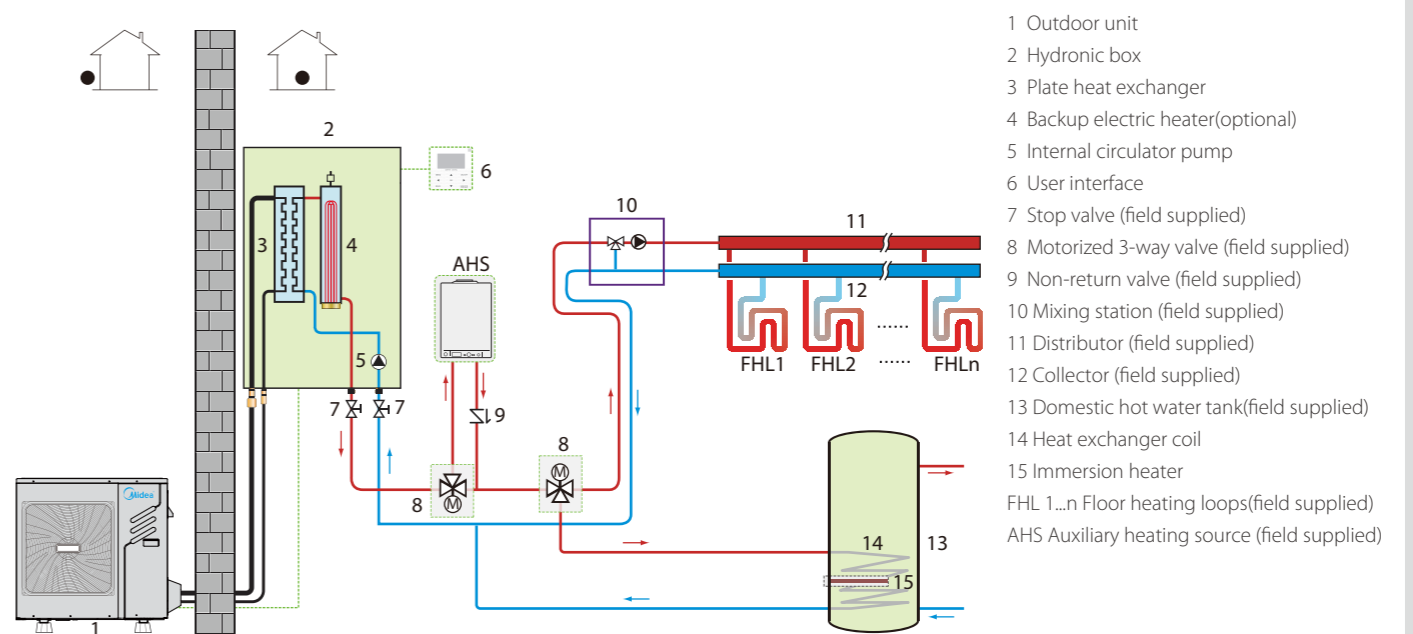 2
6
3
4
5
7
7
AHS
9
8
8
10
11
12
FHL1
FHL2
......
......
FHLn
14
13
15
Midea
M
M
1
1 Outdoor unit
2 Hydronic box
3 Plate heat exchanger
4 Backup electric heater(optional)
5 Internal circulator pump
6 User interface
7 Stop valve (field supplied)
8 Motorized 3-way valve (field supplied)
9 Non-return valve (field supplied)
10 Mixing station (field supplied)
11 Distributor (field supplied)
12 Collector (field supplied)
13 Domestic hot water tank(field supplied)
14 Heat exchanger coil
15 Immersion heater
FHL 1...n Floor heating loops(field supplied)
AHS Auxiliary heating source (field supplied)